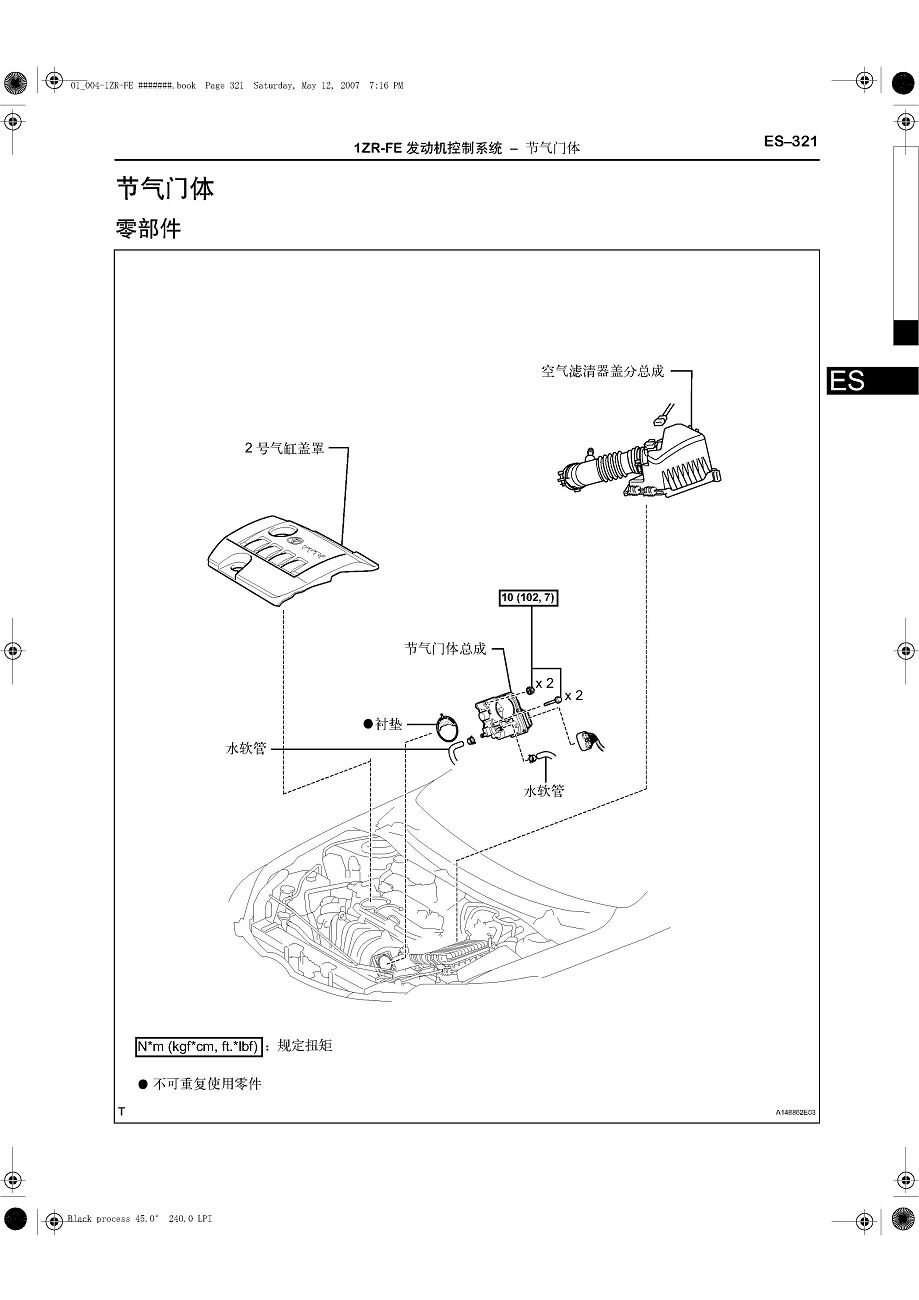 01_004-1ZR-FE #######.book Page 321 Saturday, May 12, 2007 7:16 PM
1ZR-FE 发动机控制系统 – 节气门体
ES–321
节气门体
零部件
ES
空气滤清器盖分总成
2 号气缸盖罩
10 (102, 7)
节气门体总成
x 2
x 2
●衬垫
水软管
水软管
N*m (kgf*cm, ft.*lbf) : 规定扭矩
● 不可重复使用零件
T
A148862E03
Black process 45.0° 240.0 LPI